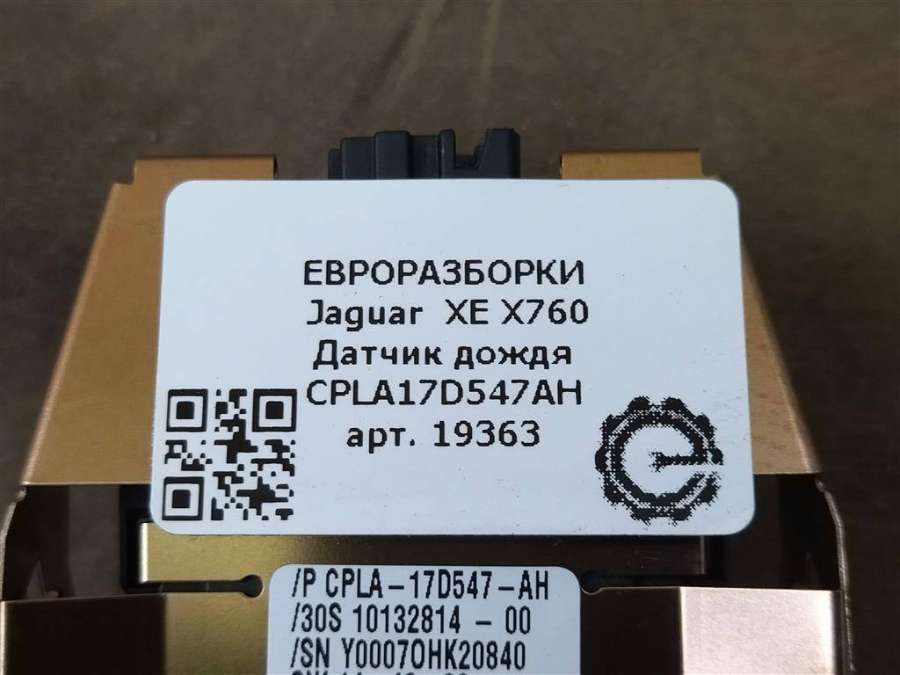 ЕВРОРАЗБОРКИ
Jaguar XE X760
Датчик дождя
CPLA17D547AH
арт. 19363
/P CPLA-17D547-AH
/30S 10132814 - 00
/SN Y0007OHK20840